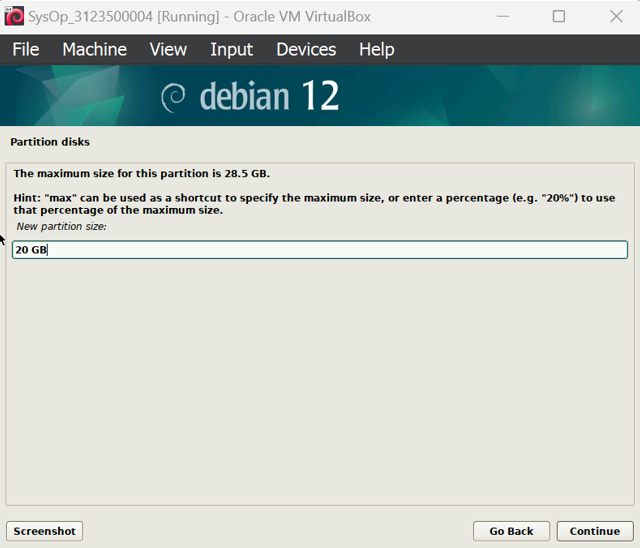 SysOp_3123500004 [Running] - Oracle VM VirtualBox
File Machine View Input Devices Help
debian 12
Partition disks
The maximum size for this partition is 28.5 GB.
Hint: "max" can be used as a shortcut to specify the maximum size, or enter a percentage (e.g. "20%") to use
that percentage of the maximum size.
New partition size:
20 GB
Screenshot Go Back Continue